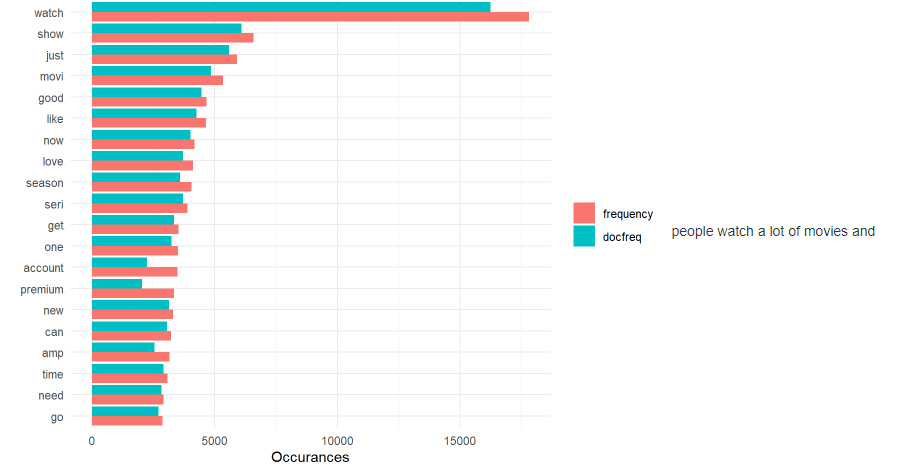 watch
show
just
movi
good
like
now
love
season
seri
get
one
account
premium
new
can
amp
time
need
go
0 5000 10000 15000
Occurances
frequency
docfreq
people watch a lot of movies and